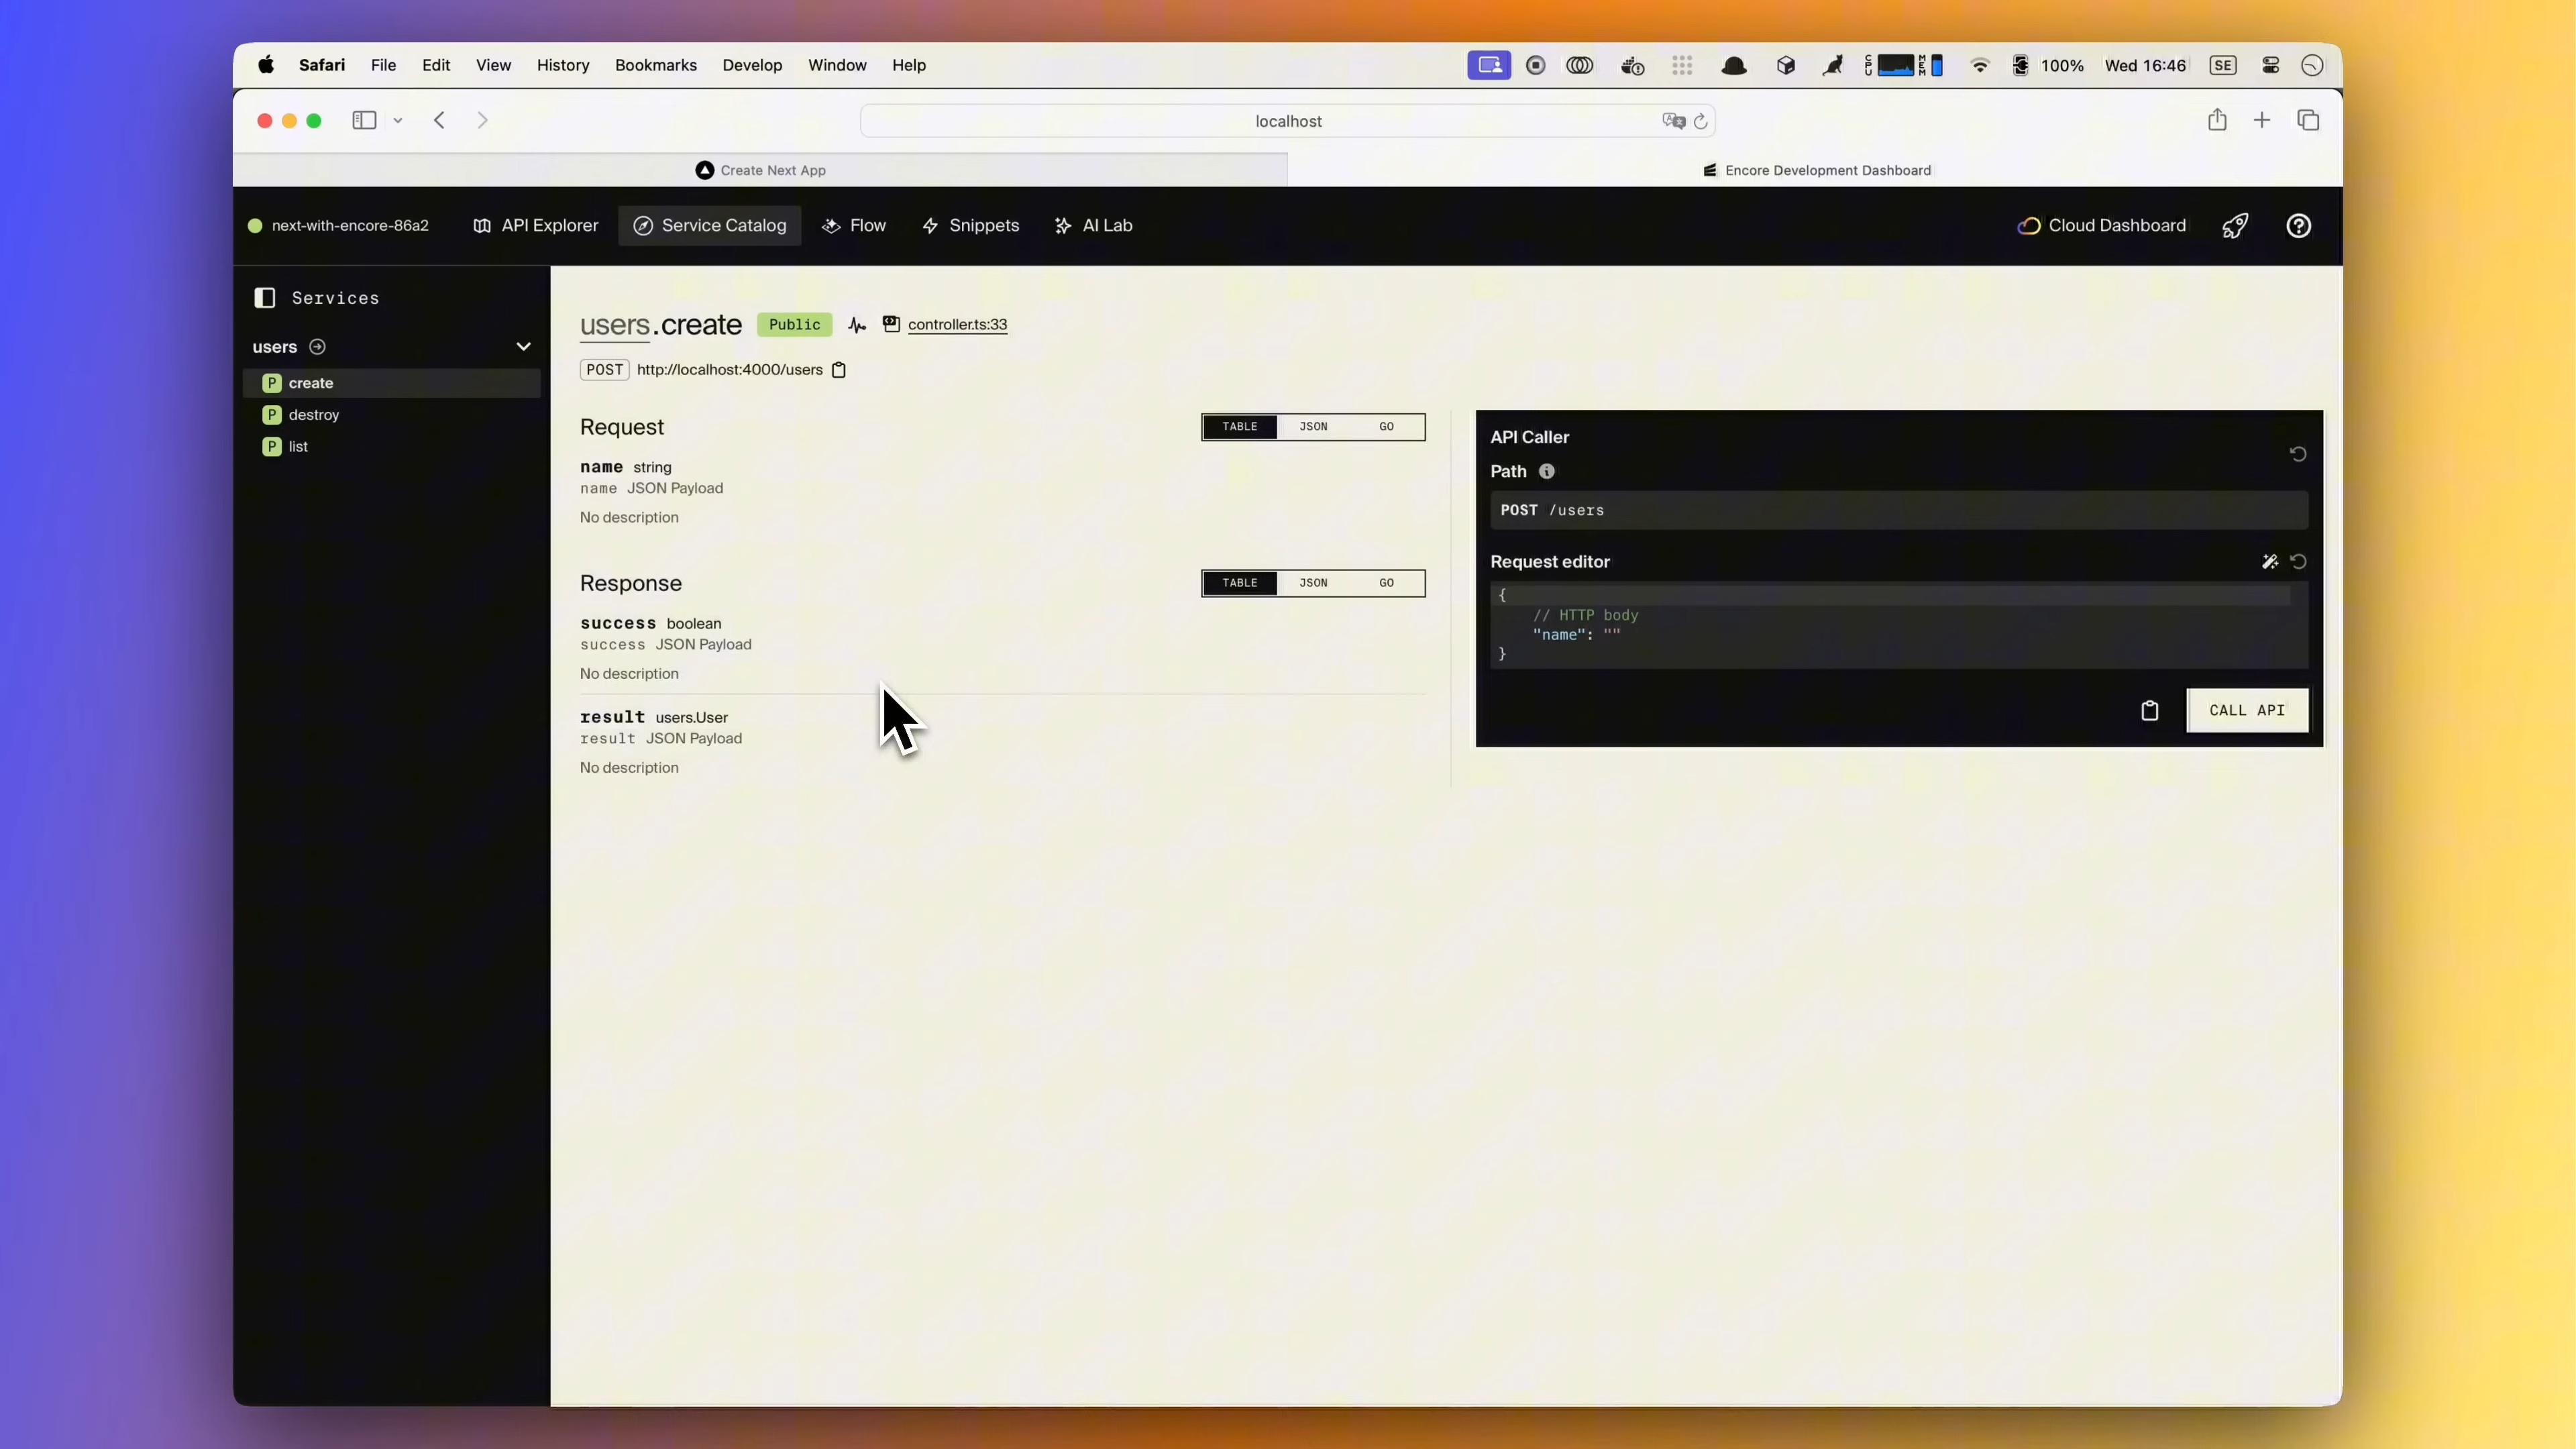 Safari File Edit View History Bookmarks Develop Window Help
CPU MEM 100% Wed 16:46 SE
localhost
Create Next App
Encore Development Dashboard
next-with-encore-86a2 API Explorer Service Catalog Flow Snippets AI Lab Cloud Dashboard
Services
users
P create
P destroy
P list
users.create Public controller.ts:33
POST http://localhost:4000/users
Request TABLE JSON GO
name string
name JSON Payload
No description
Response TABLE JSON GO
success boolean
success JSON Payload
No description
result users.User
result JSON Payload
No description
API Caller
Path
POST /users
Request editor
{
// HTTP body
"name": ""
}
CALL API